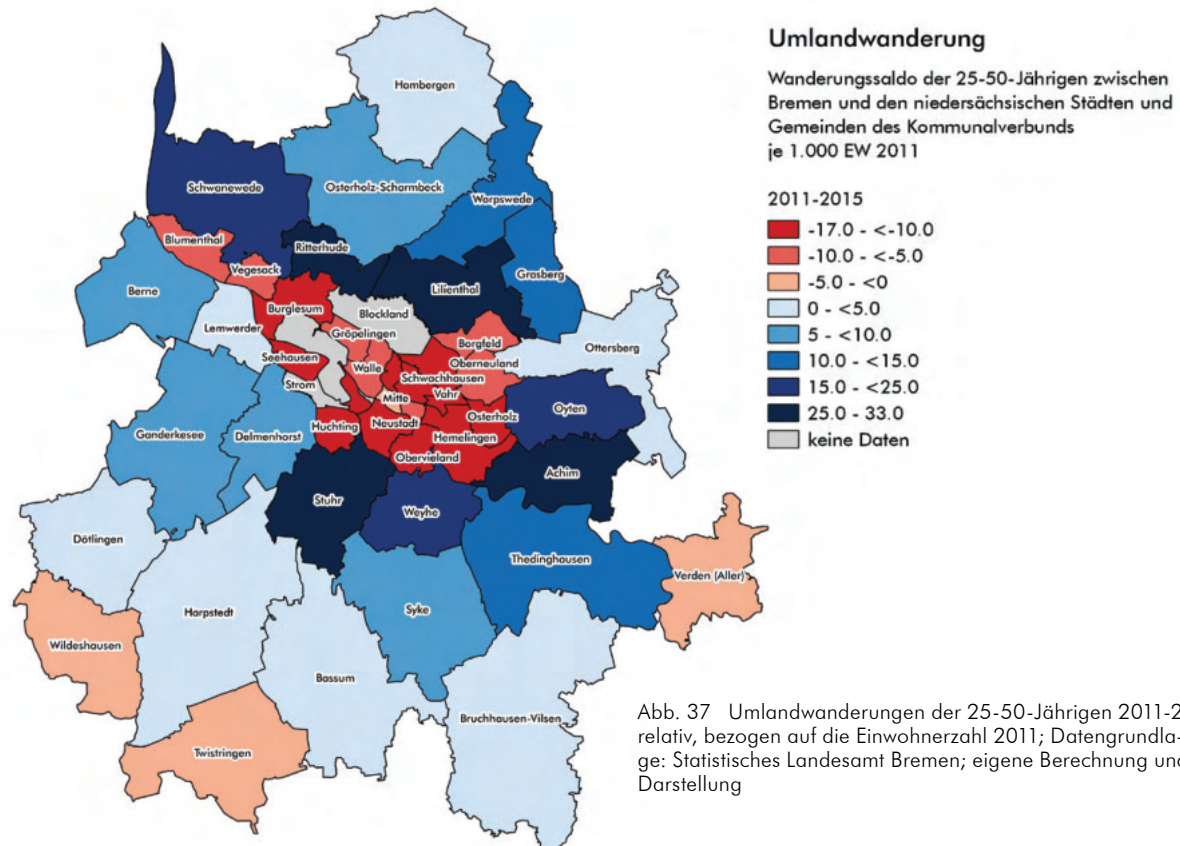 Umlandwanderung
Wanderungssaldo der 25-50-Jährigen zwischen
Bremen und den niedersächsischen Städten und
Gemeinden des Kommunalverbunds
je 1.000 EW 2011
2011-2015
-17.0 - <-10.0
-10.0 - <-5.0
-5.0 - <0
0 - <5.0
5 - <10.0
10.0 - <15.0
15.0 - <25.0
25.0 - 33.0
keine Daten
Hambergen
Schwanewede
Osterholz-Scharmbeck
Worpswede
Blumenthal
Ritterhude
Vegesack
Grasberg
Berne
Lilienthal
Burglesum
Blockland
Lemwerder
Gröpelingen
Borgfeld
Ottersberg
Seehausen
Oberneuland
Walle
Schwachhausen
Strom
Vahr
Mitte
Oyten
Osterholz
Huchting
Neustadt
Ganderkesee
Delmenhorst
Hemelingen
Obervieland
Achim
Stuhr
Weyhe
Dötlingen
Thedinghausen
Verden (Aller)
Harpstedt
Syke
Wildeshausen
Bassum
Bruchhausen-Vilsen
Twistringen
Abb. 37 Umlandwanderungen der 25-50-Jährigen 2011-2
relativ, bezogen auf die Einwohnerzahl 2011; Datengrundla-
ge: Statistisches Landesamt Bremen; eigene Berechnung und
Darstellung